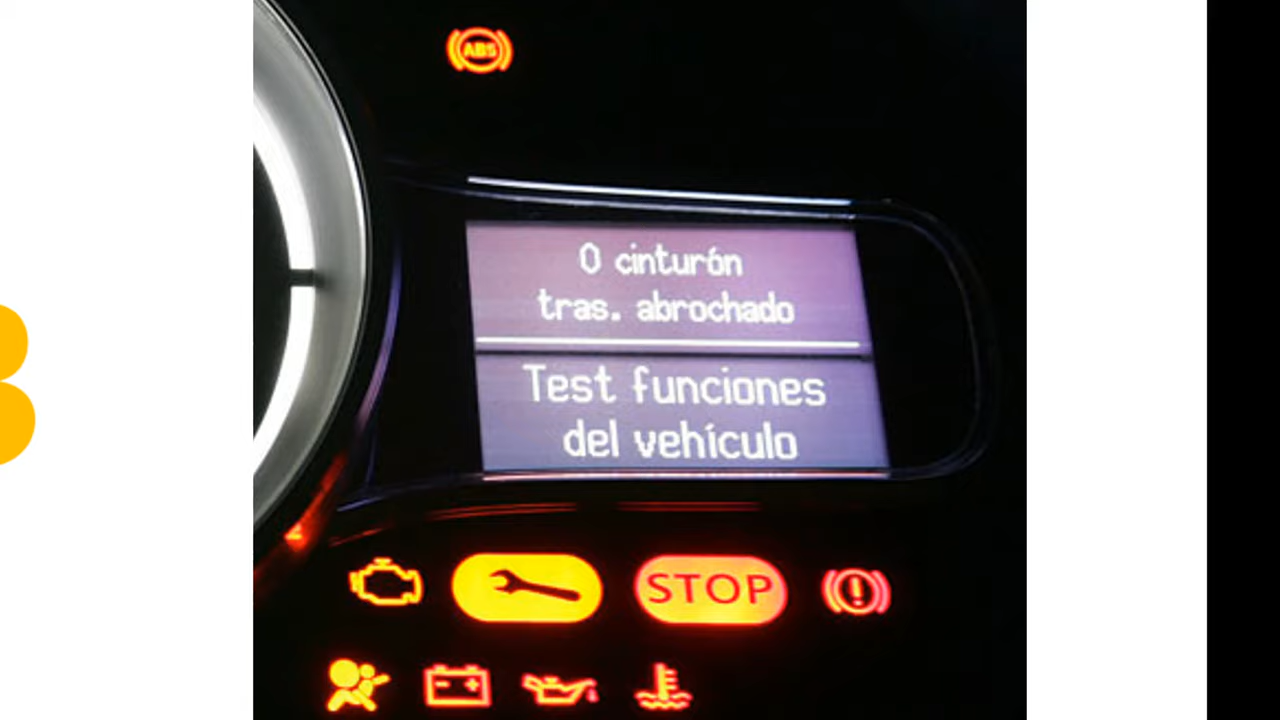 ABS
0 cinturón
tras. abrochado
Test funciones
del vehículo
STOP